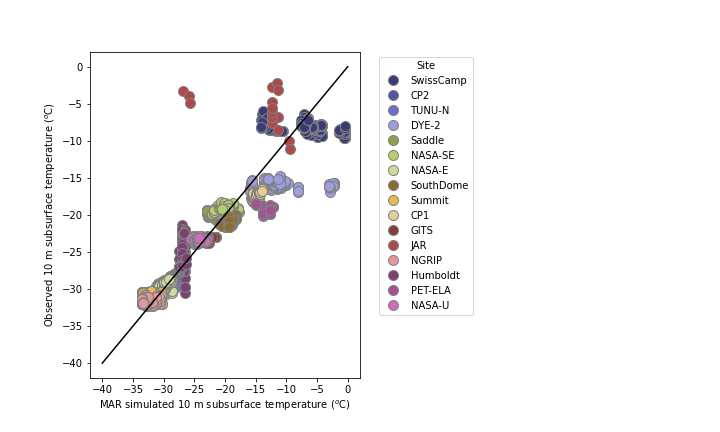 0
−5
−10
−15
−20
−25
−30
−35
−40
Observed 10 m subsurface temperature (°C)
−40 −35 −30 −25 −20 −15 −10 −5 0
MAR simulated 10 m subsurface temperature (°C)
Site
SwissCamp
CP2
TUNU-N
DYE-2
Saddle
NASA-SE
NASA-E
SouthDome
Summit
CP1
GITS
JAR
NGRIP
Humboldt
PET-ELA
NASA-U